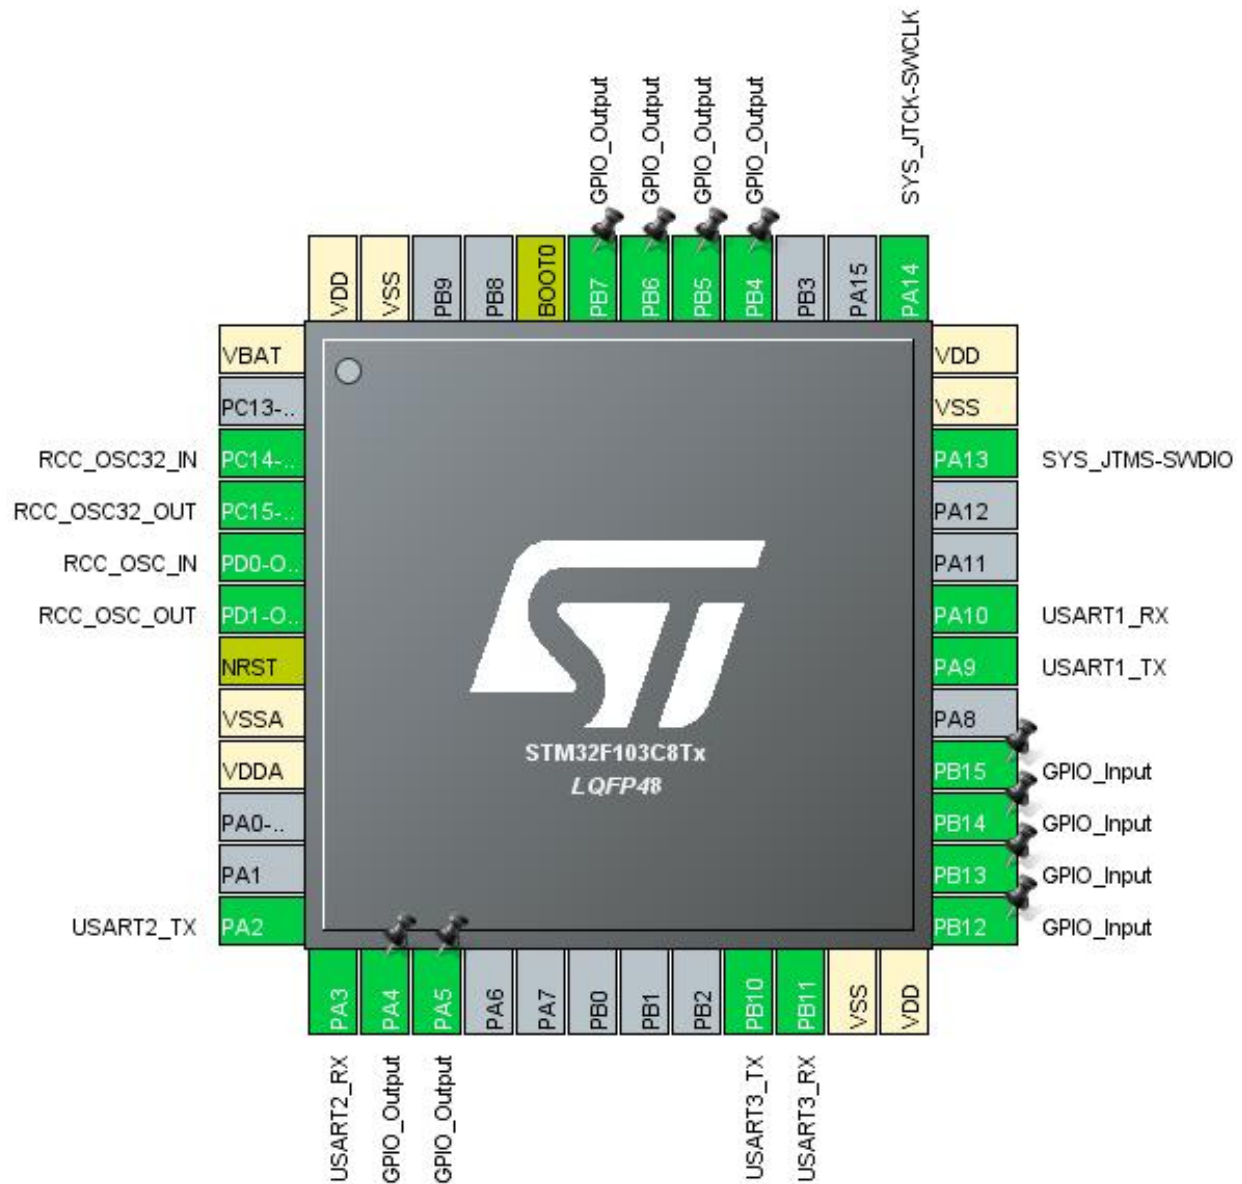 SYS_JTCK-SWCLK
GPIO_Output
GPIO_Output
GPIO_Output
GPIO_Output
VDD
VSS
PB9
PB8
BOOT0
PB7
PB6
PB5
PB4
PB3
PA15
PA14
VBAT
PC13-..
RCC_OSC32_IN
PC14-..
RCC_OSC32_OUT
PC15-..
RCC_OSC_IN
PD0-O..
RCC_OSC_OUT
PD1-O..
NRST
VSSA
VDDA
PA0-..
PA1
USART2_TX
PA2
VDD
VSS
PA13
SYS_JTMS-SWDIO
PA12
PA11
PA10
USART1_RX
PA9
USART1_TX
PA8
PB15
GPIO_Input
PB14
GPIO_Input
PB13
GPIO_Input
PB12
GPIO_Input
ST
STM32F103C8Tx
LQFP48
PA3
PA4
PA5
PA6
PA7
PB0
PB1
PB2
PB10
PB11
VSS
VDD
USART2_RX
GPIO_Output
GPIO_Output
USART3_TX
USART3_RX